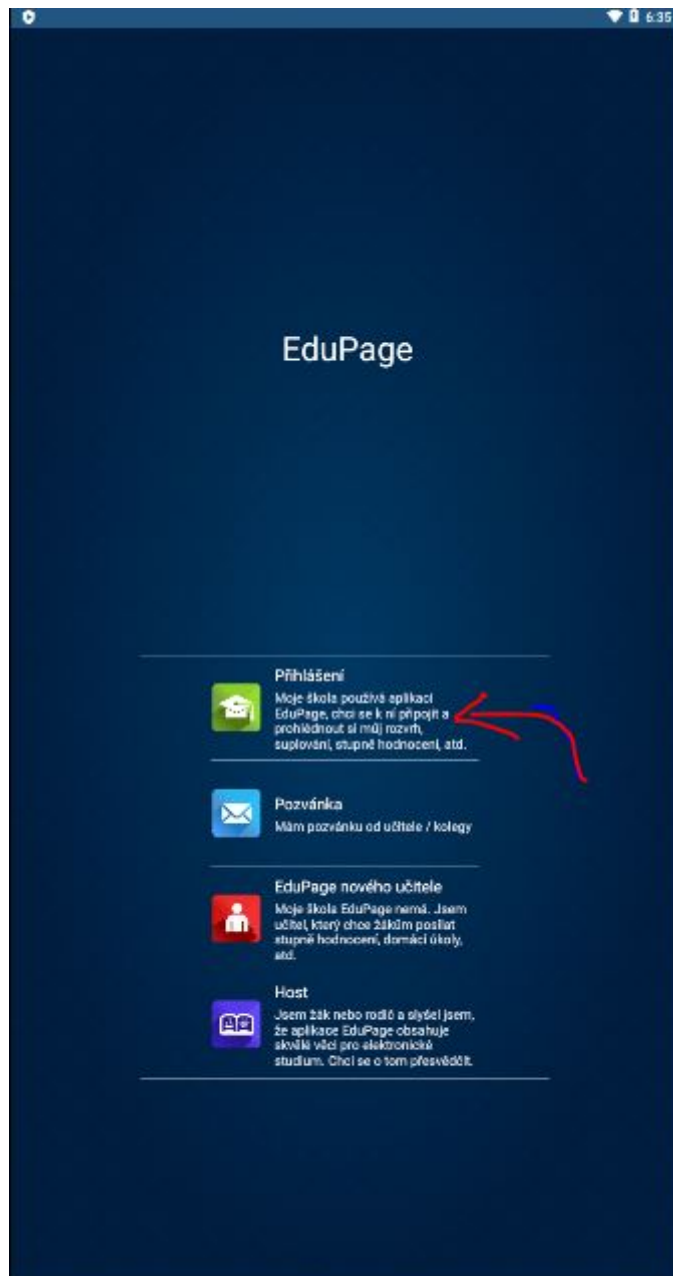 6:35
EduPage
Přihlášení
Moje škola používá aplikaci
EduPage, chci se k ní připojit a
prohlédnout si můj rozvrh,
suplování, stupně hodnocení, atd.
Pozvánka
Mám pozvánku od učitele / kolegy
EduPage nového učitele
Moje škola EduPage nemá. Jsem
učitel, který chce žákům posílat
stupně hodnocení, domácí úkoly,
atd.
Host
Jsem žák nebo rodič a slyšel jsem,
že aplikace EduPage obsahuje
skvělé věci pro elektronické
studium. Chci se o tom přesvědčit.